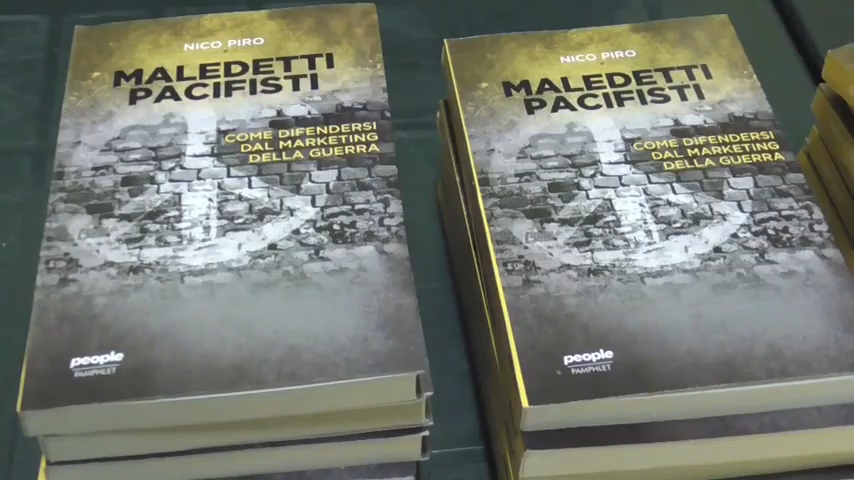 NICO PIRO
MALEDETTI
PACIFISTI
COME DIFENDERSI
DAL MARKETING
DELLA GUERRA
people
PAMPHLET
NICO PIRO
MALEDETTI
PACIFISTI
COME DIFENDERSI
DAL MARKETING
DELLA GUERRA
people
PAMPHLET